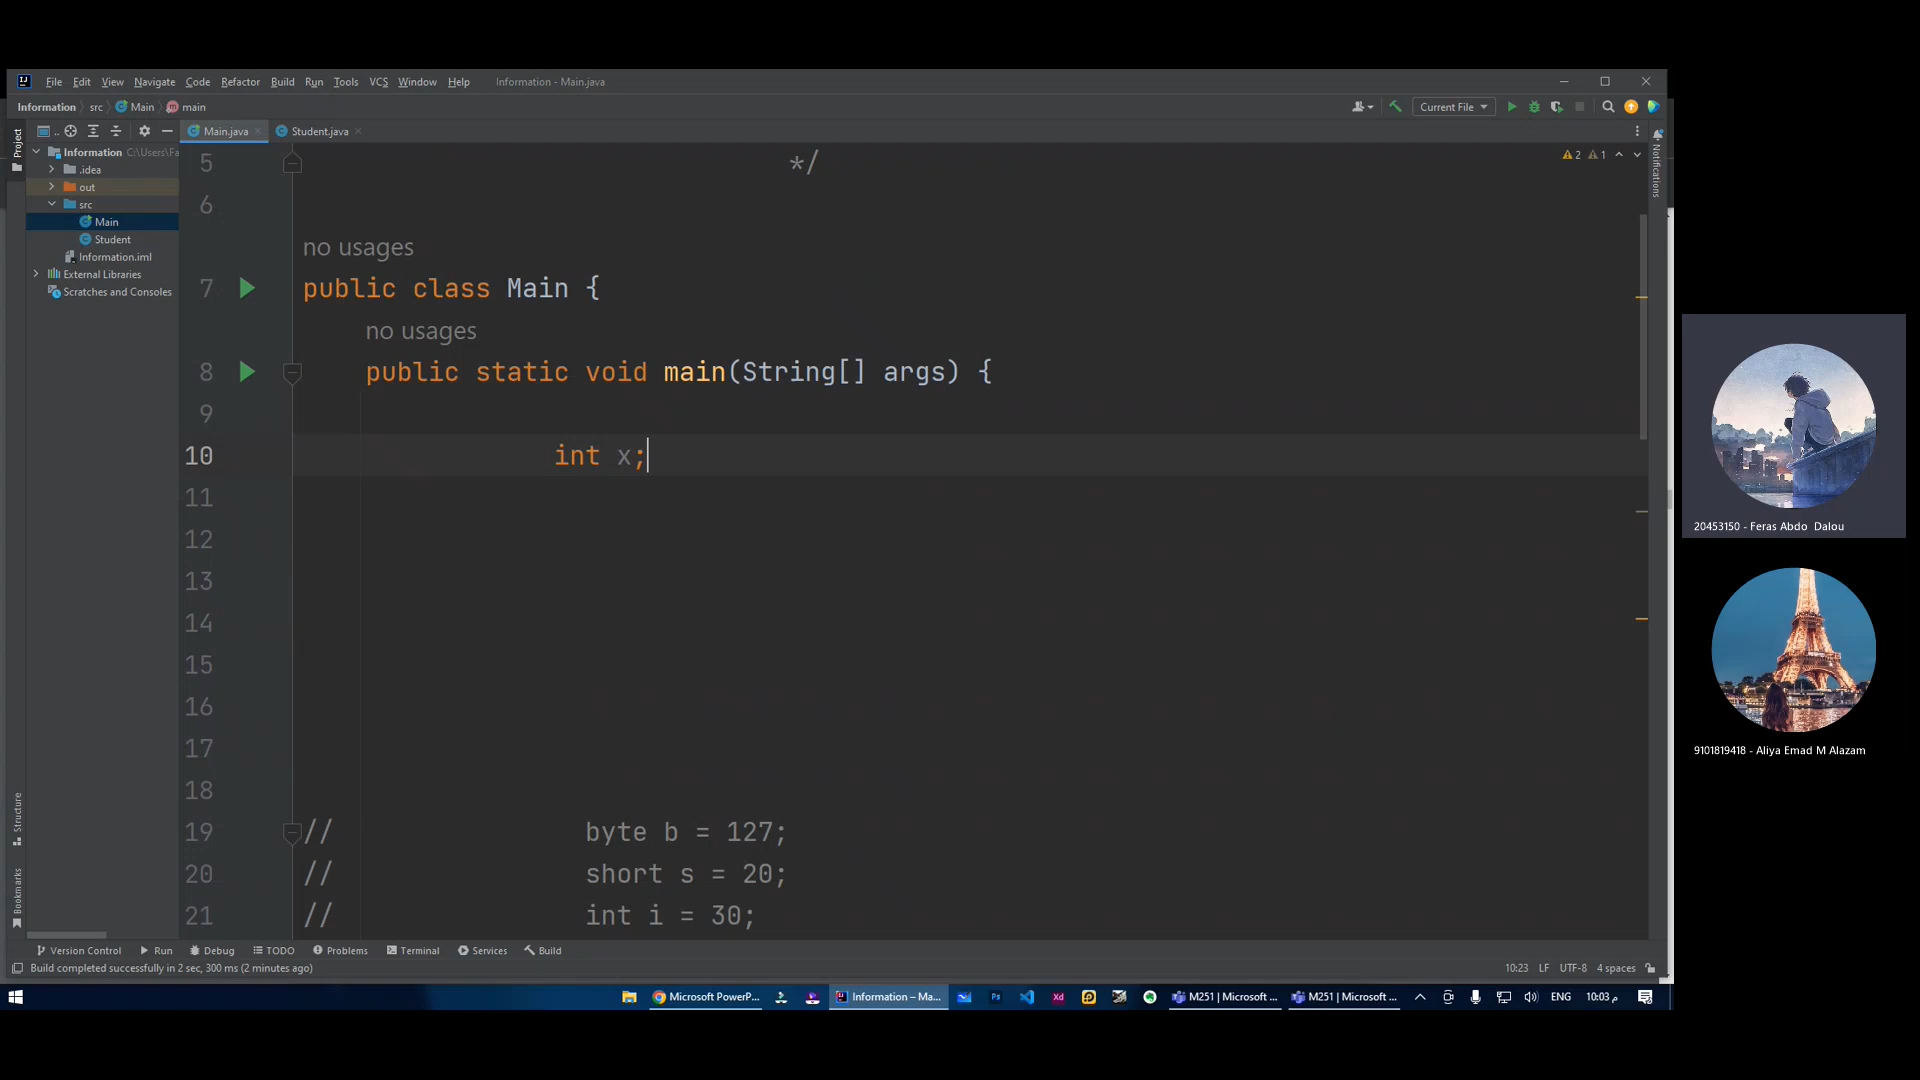 File Edit View Navigate Code Refactor Build Run Tools VCS Window Help Information - Main.java
Information src Main main
Current File
Project
Main.java
Student.java
Information C:\Users\Fa
.idea
out
src
Main
Student
Information.iml
External Libraries
Scratches and Consoles
2 1
Notifications
5 */
6
no usages
7 public class Main {
no usages
8 public static void main(String[] args) {
9
10 int x;
11
12
13
14
15
16
17
18
19 // byte b = 127;
20 // short s = 20;
21 // int i = 30;
Structure
Bookmarks
20453150 - Feras Abdo Dalou
9101819418 - Aliya Emad M Alazam
Version Control Run Debug TODO Problems Terminal Services Build
Build completed successfully in 2 sec, 300 ms (2 minutes ago)
10:23 LF UTF-8 4 spaces
Microsoft PowerP... Information – Ma... M251 | Microsoft ... M251 | Microsoft ... ENG 10:03 م